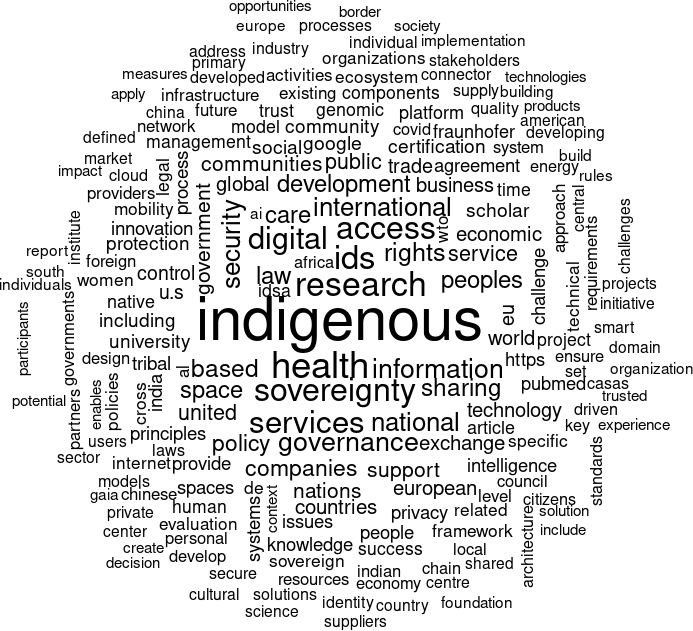 opportunities
border
europe processes society
individual implementation
address industry
primary organizations stakeholders
measures developed activities ecosystem connector technologies
apply infrastructure existing components supply building
china future trust genomic platform quality products
american
network model community covid fraunhofer developing
defined management social google certification system
market legal process communities public trade agreement energy build
impact cloud rules
providers global development business time
mobility government security ai care international scholar approach central
institute innovation digital access wto economic requirements challenges
protection
report africa ids rights service
foreign
south women control law research peoples challenge technical projects
individuals native u.s idsa initiative
participants governments including indigenous eu smart
university world project domain
design tribal al based health information https ensure organization
set
potential partners enables policies cross india space sovereignty sharing pubmed casas
trusted
united services national technology driven
article key experience
users principles policy governance exchange specific
sector laws standards
internet provide companies support intelligence
models council
gaia chinese spaces de nations european level citizens
private human context countries privacy related solution
center evaluation systems issues people framework architectures include
create personal knowledge success local
decision develop sovereign
secure resources indian chain shared
economy centre
cultural solutions
science identity country foundation
suppliers